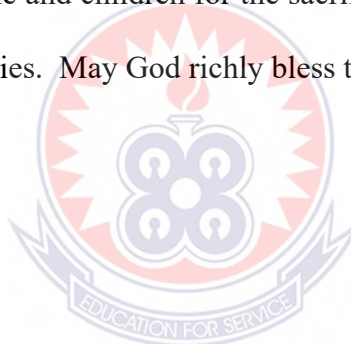 and children for the sacri
ies. May God richly bless t
EDUCATION FOR SERVICE